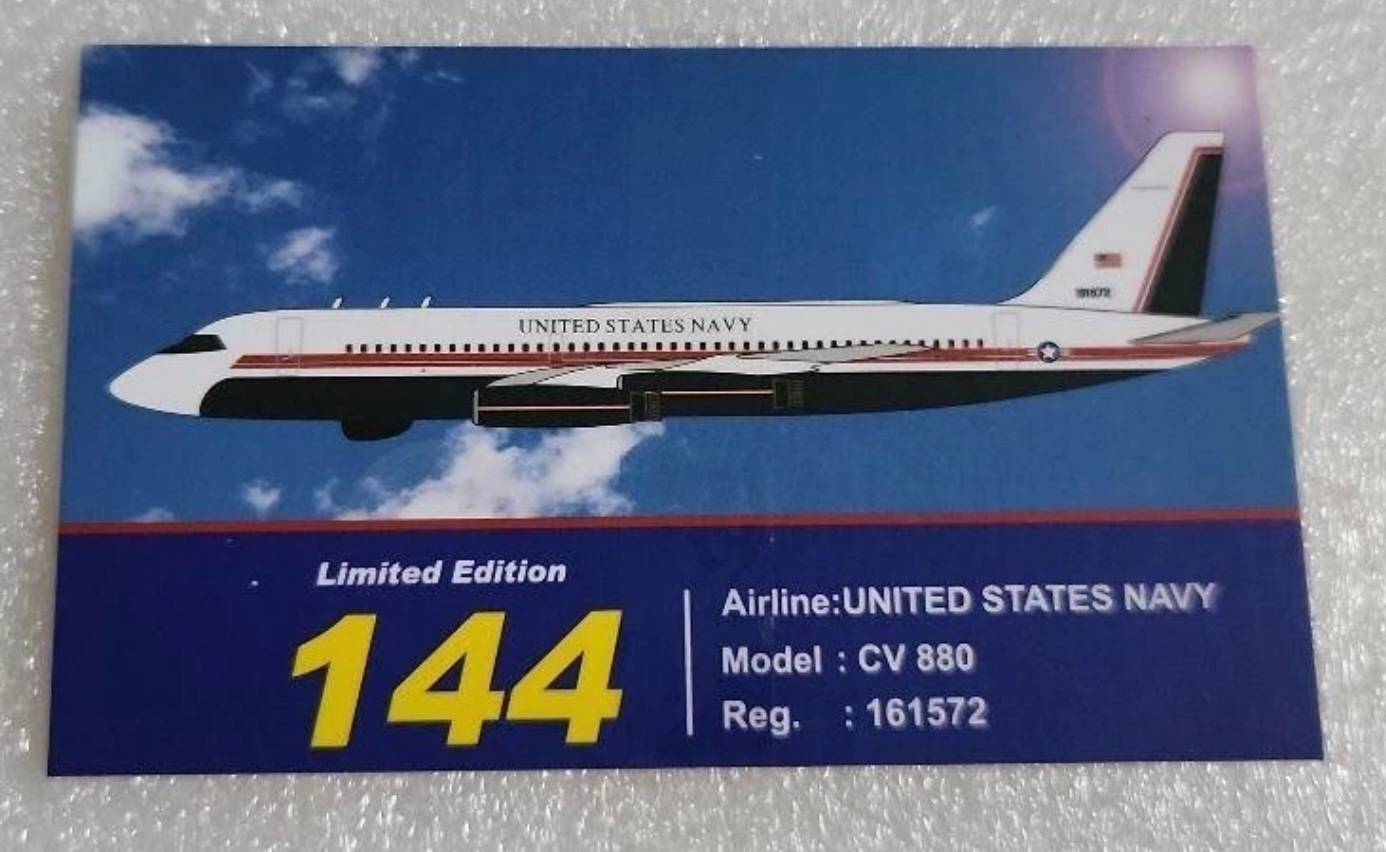 UNITED STATES NAVY
161572
Limited Edition
144
Airline:UNITED STATES NAVY
Model : CV 880
Reg. : 161572